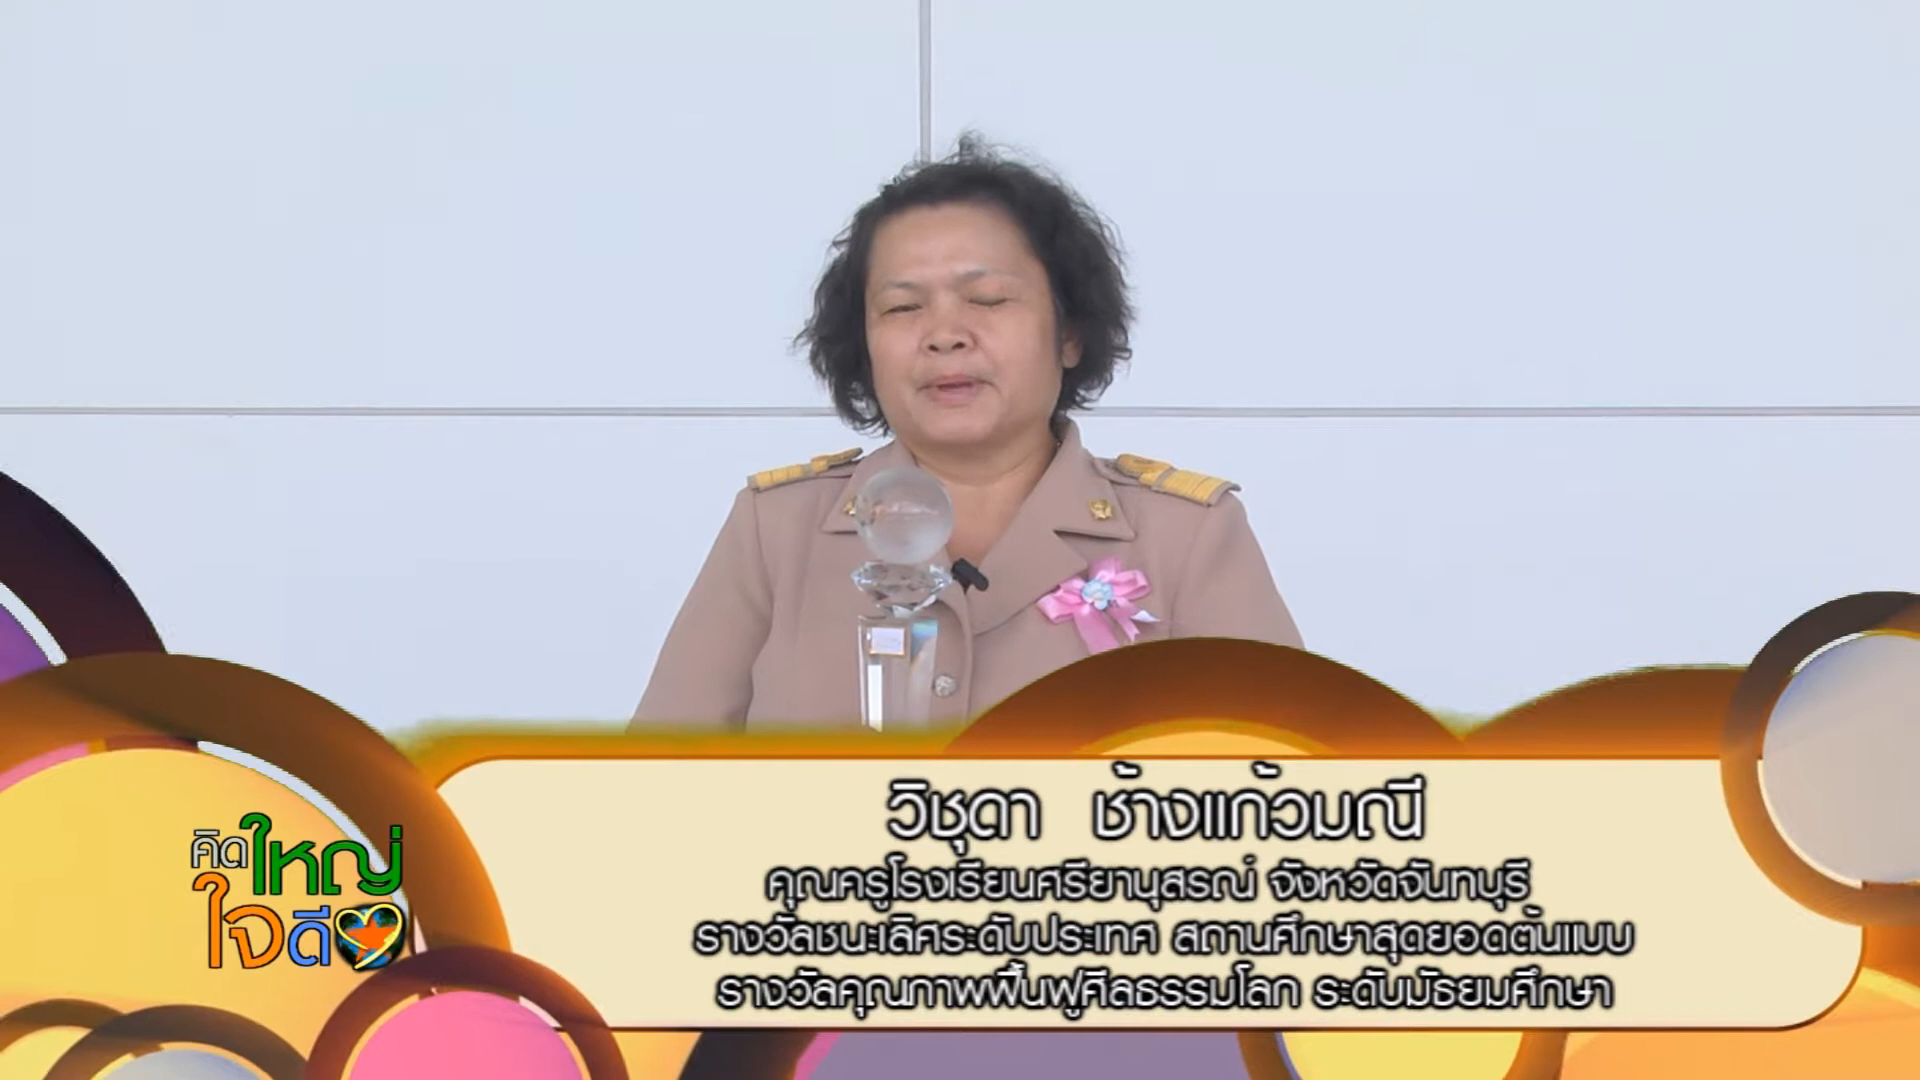 วิชุดา ช้างแก้วมณี
คุณครูโรงเรียนศรียานุสรณ์ จังหวัดจันทบุรี
รางวัลชนะเลิศระดับประเทศ สถานศึกษาสุดยอดต้นแบบ
รางวัลคุณภาพฟื้นฟูศีลธรรมโลก ระดับมัธยมศึกษา
คิดใหญ่
ใจดี